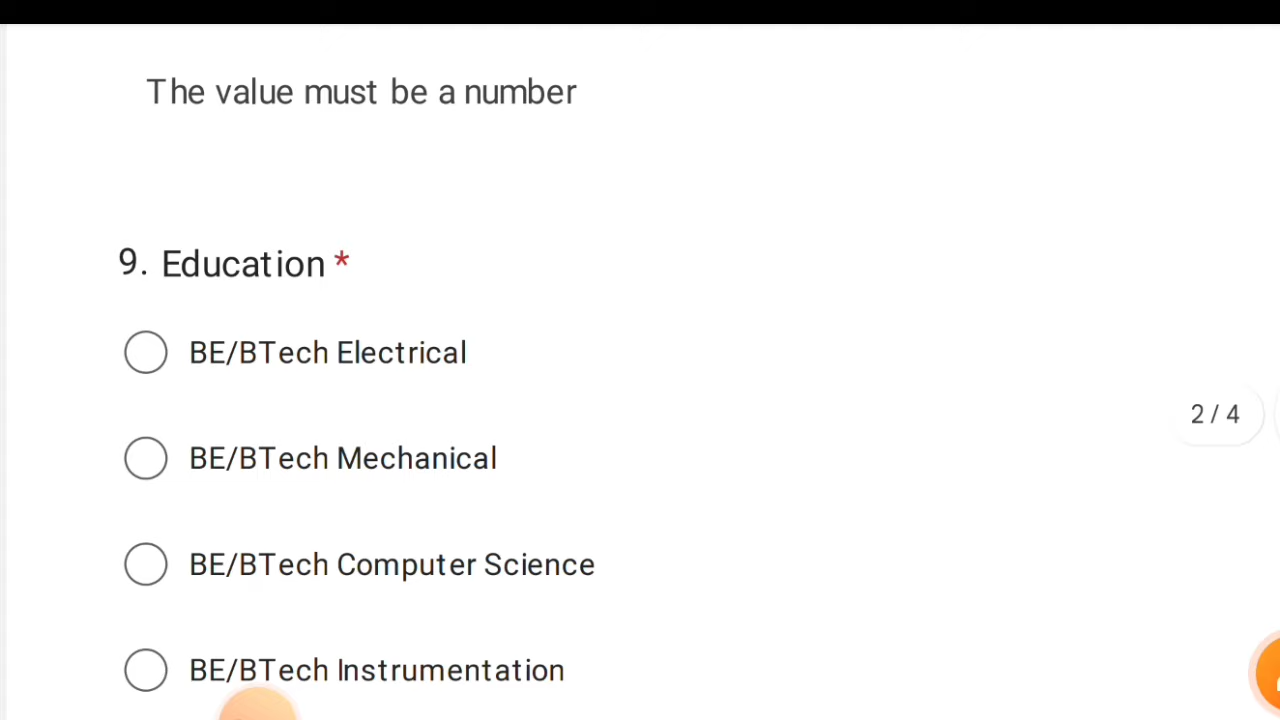 The value must be a number
9. Education *
BE/BTech Electrical
BE/BTech Mechanical
2 / 4
BE/BTech Computer Science
BE/BTech Instrumentation